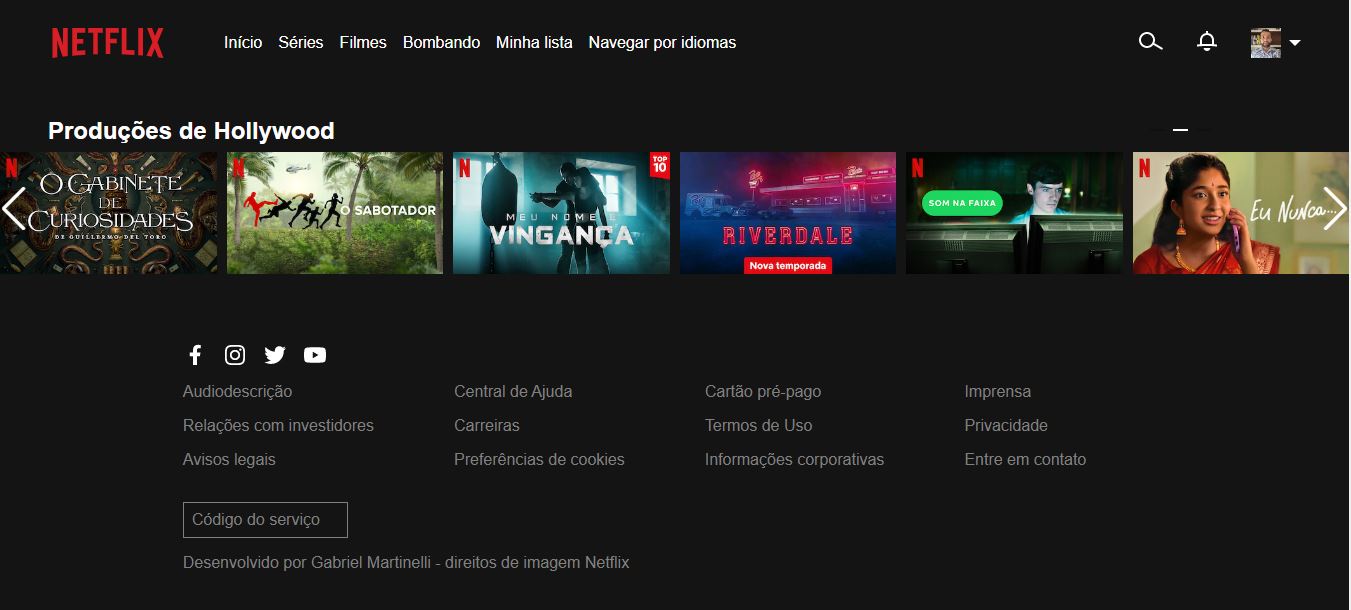 NETFLIX Início Séries Filmes Bombando Minha lista Navegar por idiomas
Produções de Hollywood
N
O GABINETE
DE
CURIOSIDADES
DE GUILLERMO DEL TORO
N
O SABOTADOR
N
TOP
10
MEU NOME É
VINGANÇA
RIVERDALE
Nova temporada
N
SOM NA FAIXA
N
EU NUNCA...
Audiodescrição Central de Ajuda Cartão pré-pago Imprensa
Relações com investidores Carreiras Termos de Uso Privacidade
Avisos legais Preferências de cookies Informações corporativas Entre em contato
Código do serviço
Desenvolvido por Gabriel Martinelli - direitos de imagem Netflix